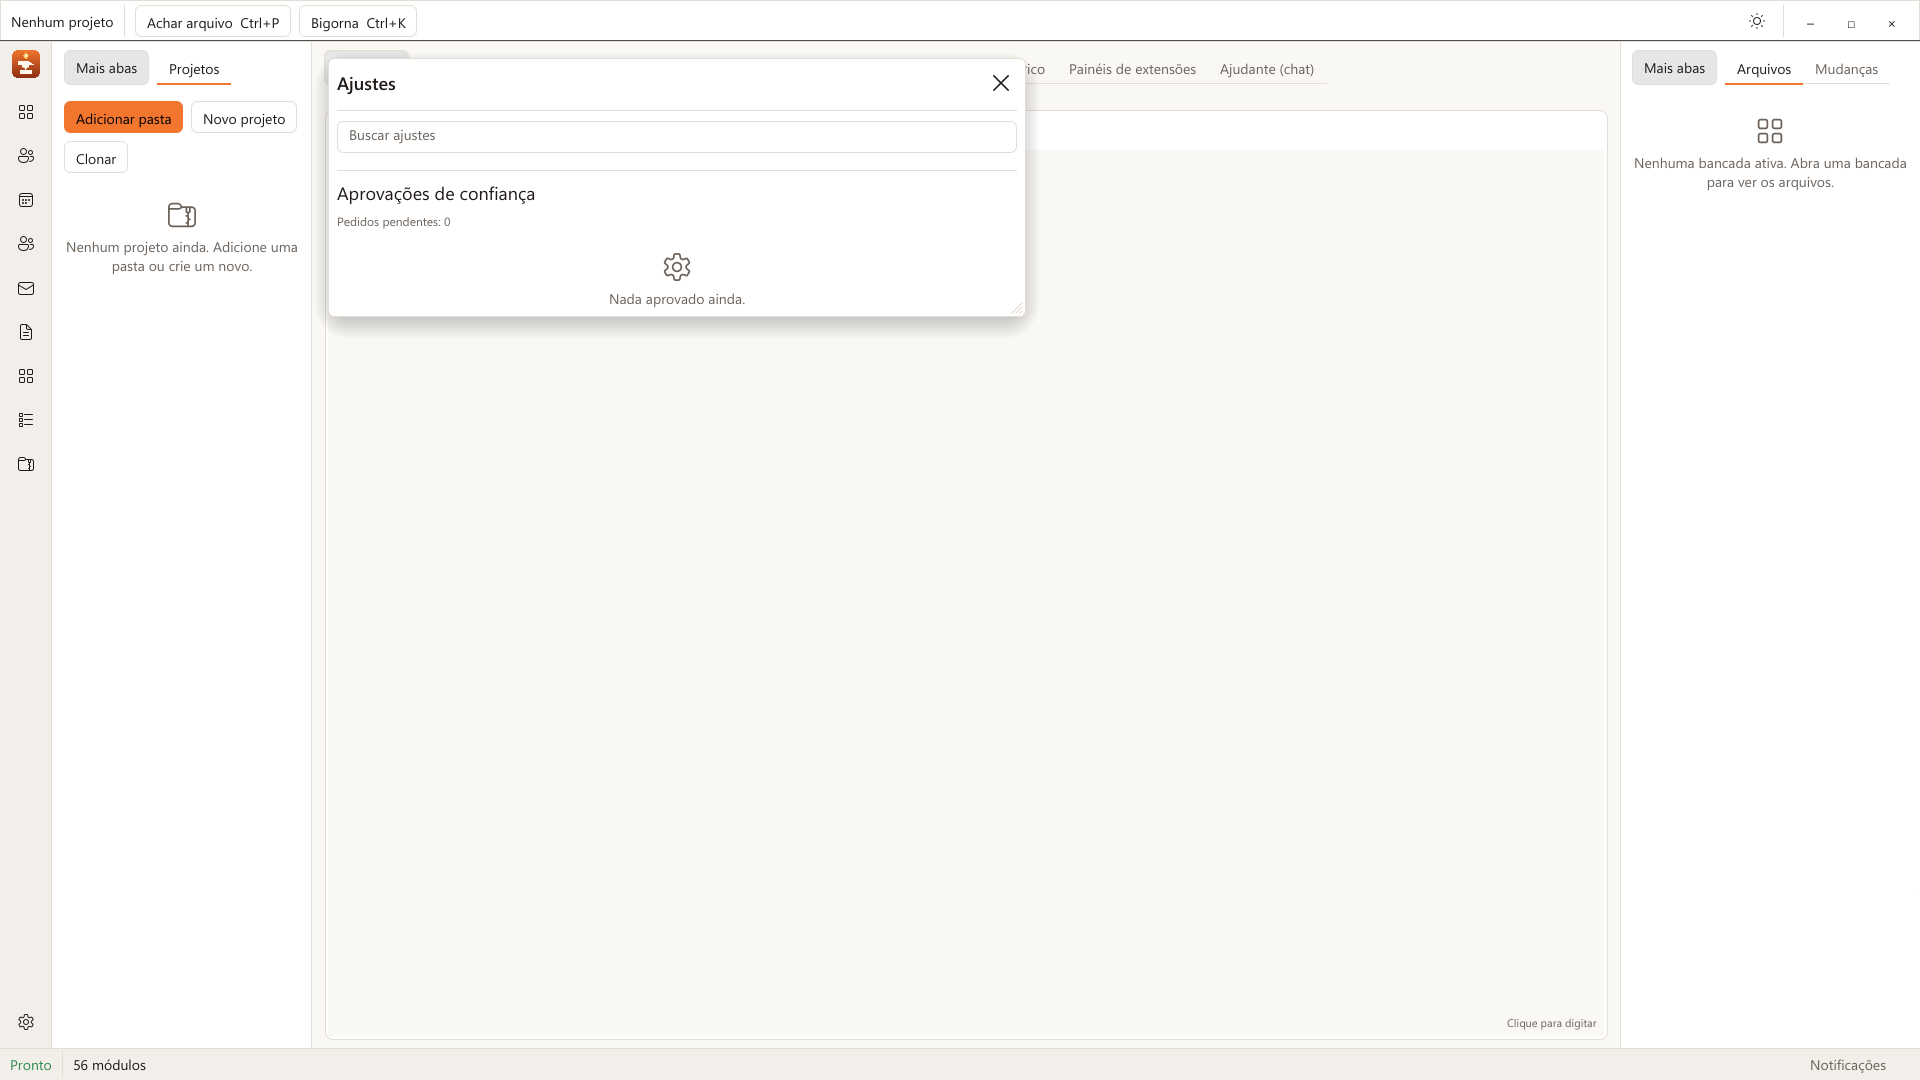 Nenhum projeto
Achar arquivo Ctrl+P
Bigorna Ctrl+K
Mais abas
Projetos
Adicionar pasta
Novo projeto
Clonar
Nenhum projeto ainda. Adicione uma
pasta ou crie um novo.
Ajustes
Buscar ajustes
Aprovações de confiança
Pedidos pendentes: 0
Nada aprovado ainda.
Painéis de extensões
Ajudante (chat)
Clique para digitar
Mais abas
Arquivos
Mudanças
Nenhuma bancada ativa. Abra uma bancada
para ver os arquivos.
Pronto
56 módulos
Notificações